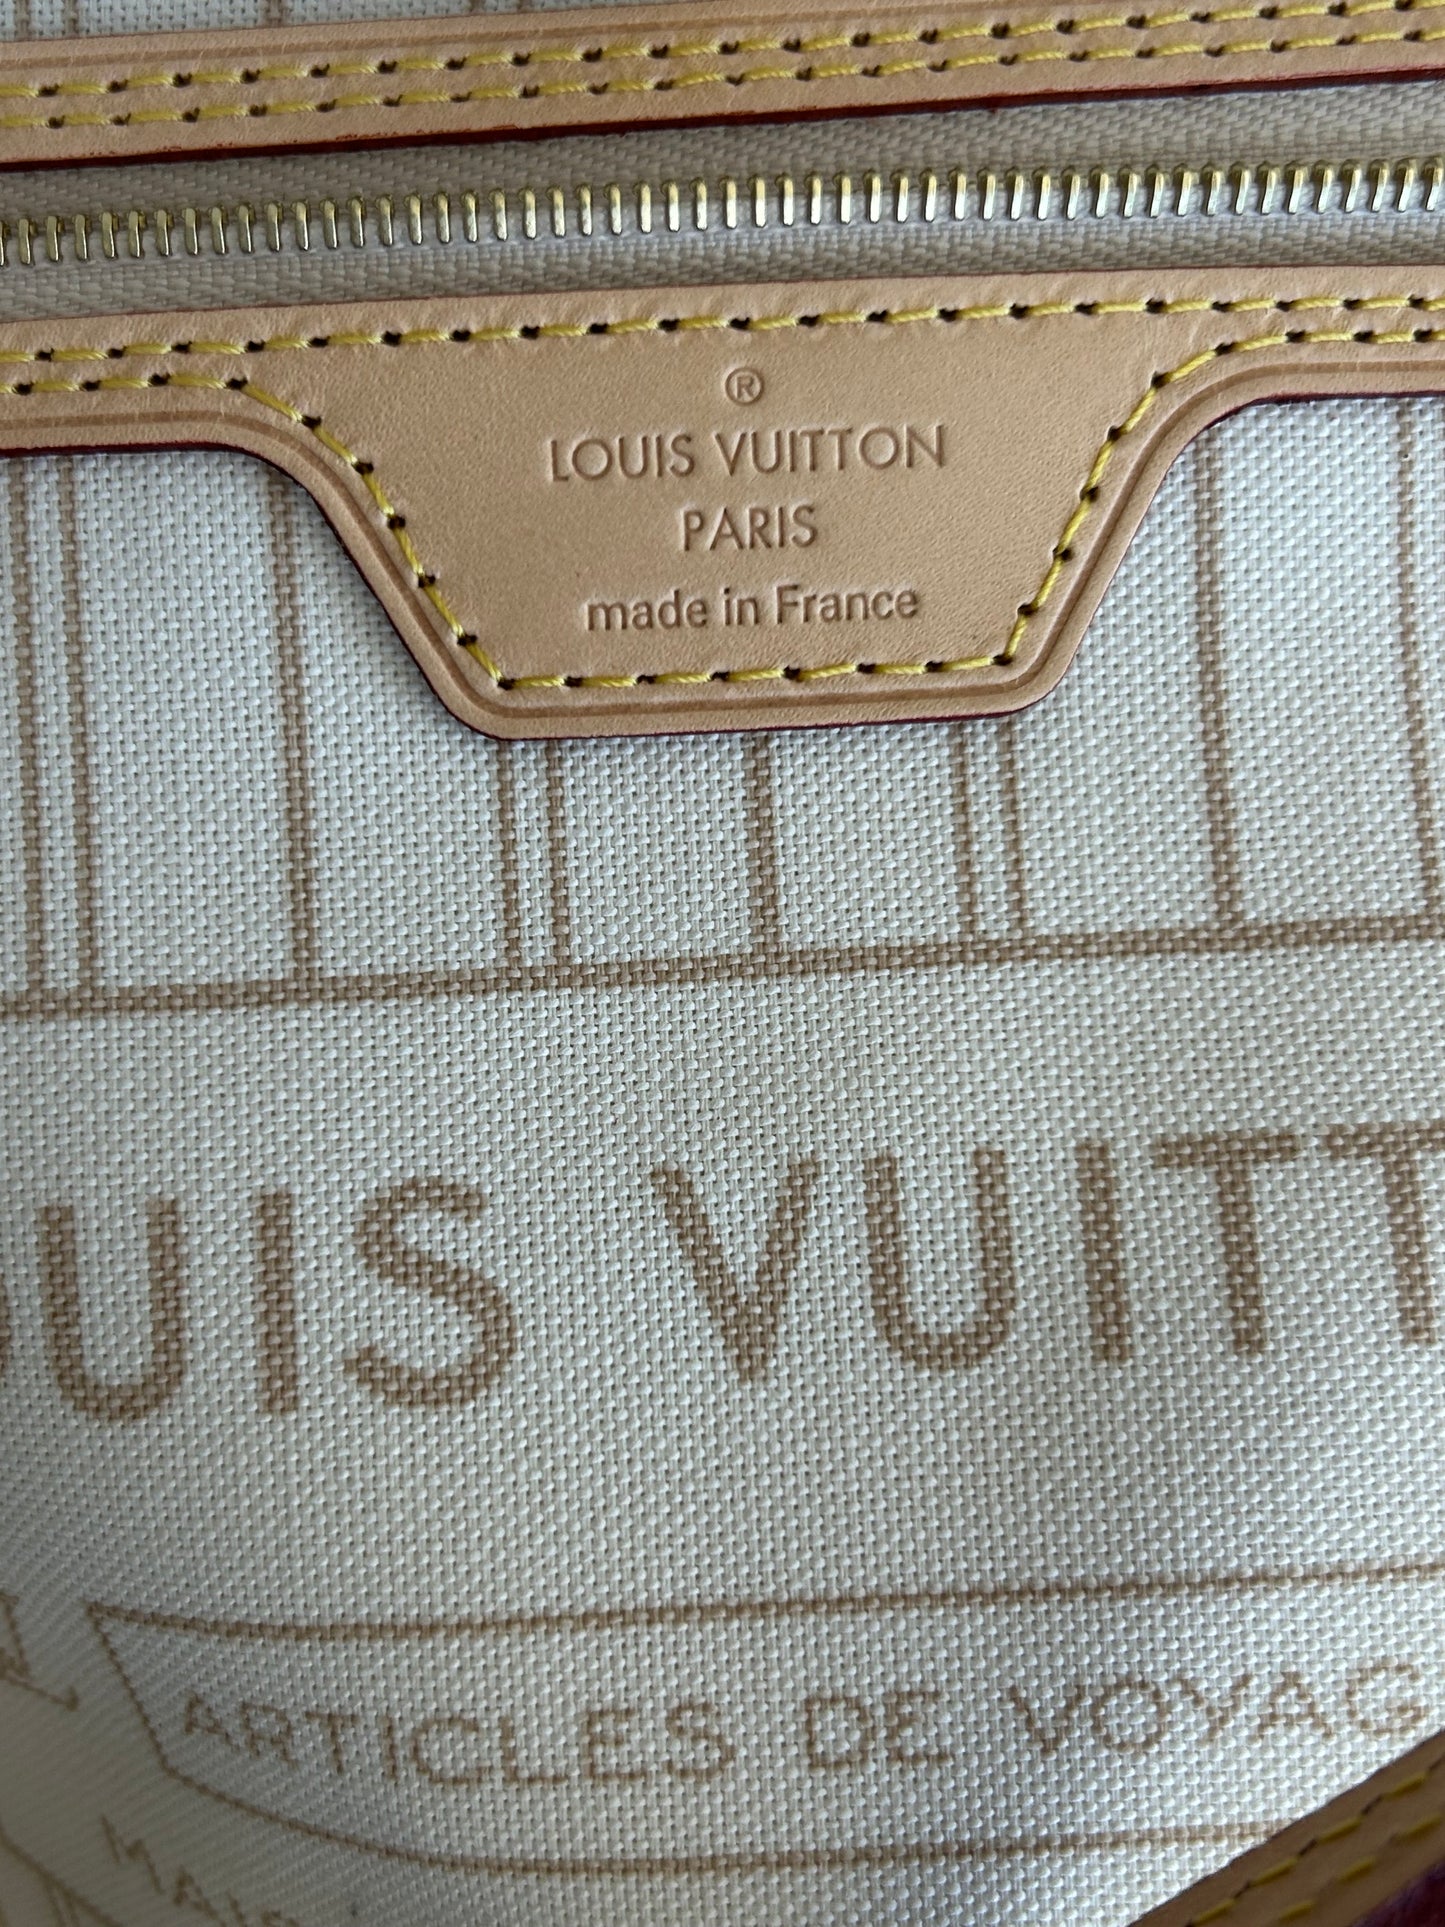 ®
LOUIS VUITTON
PARIS
made in France
UIS VUITT
ARTICLES DE VOYAG